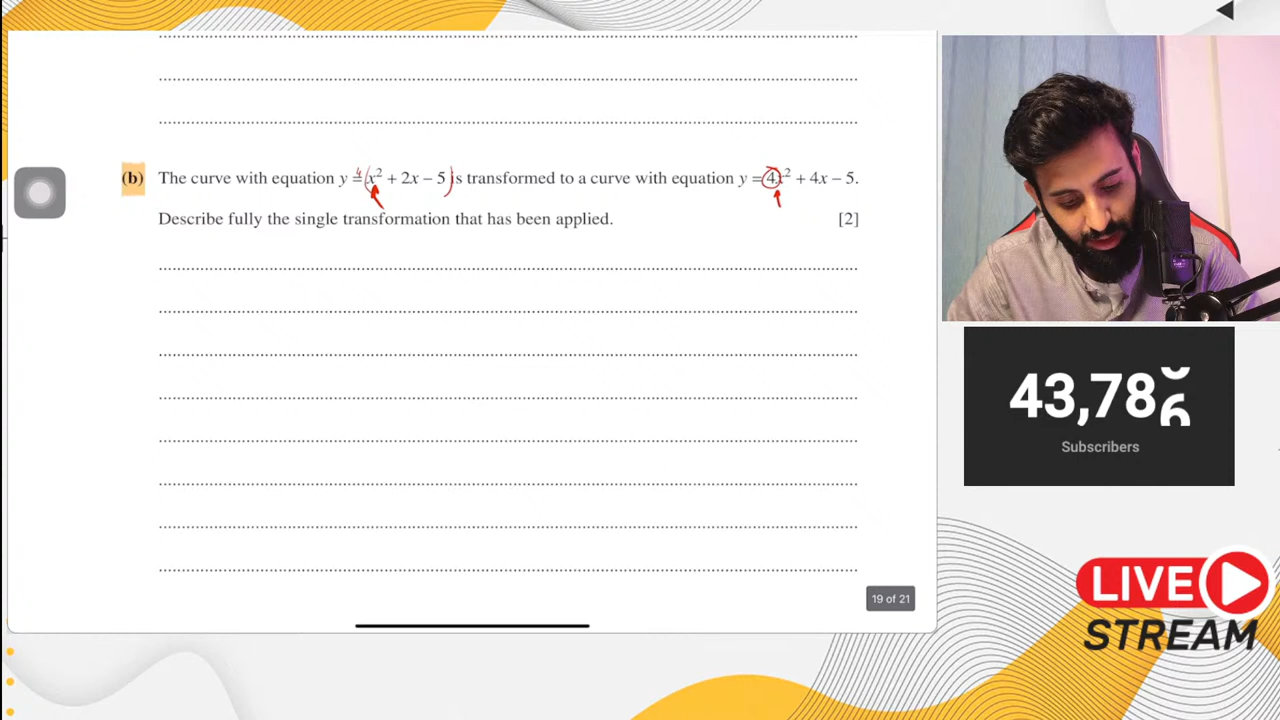 (b) The curve with equation y = 4(x² + 2x − 5) is transformed to a curve with equation y = 4x² + 4x − 5.
Describe fully the single transformation that has been applied. [2]
19 of 21
43,78
Subscribers
LIVE
STREAM